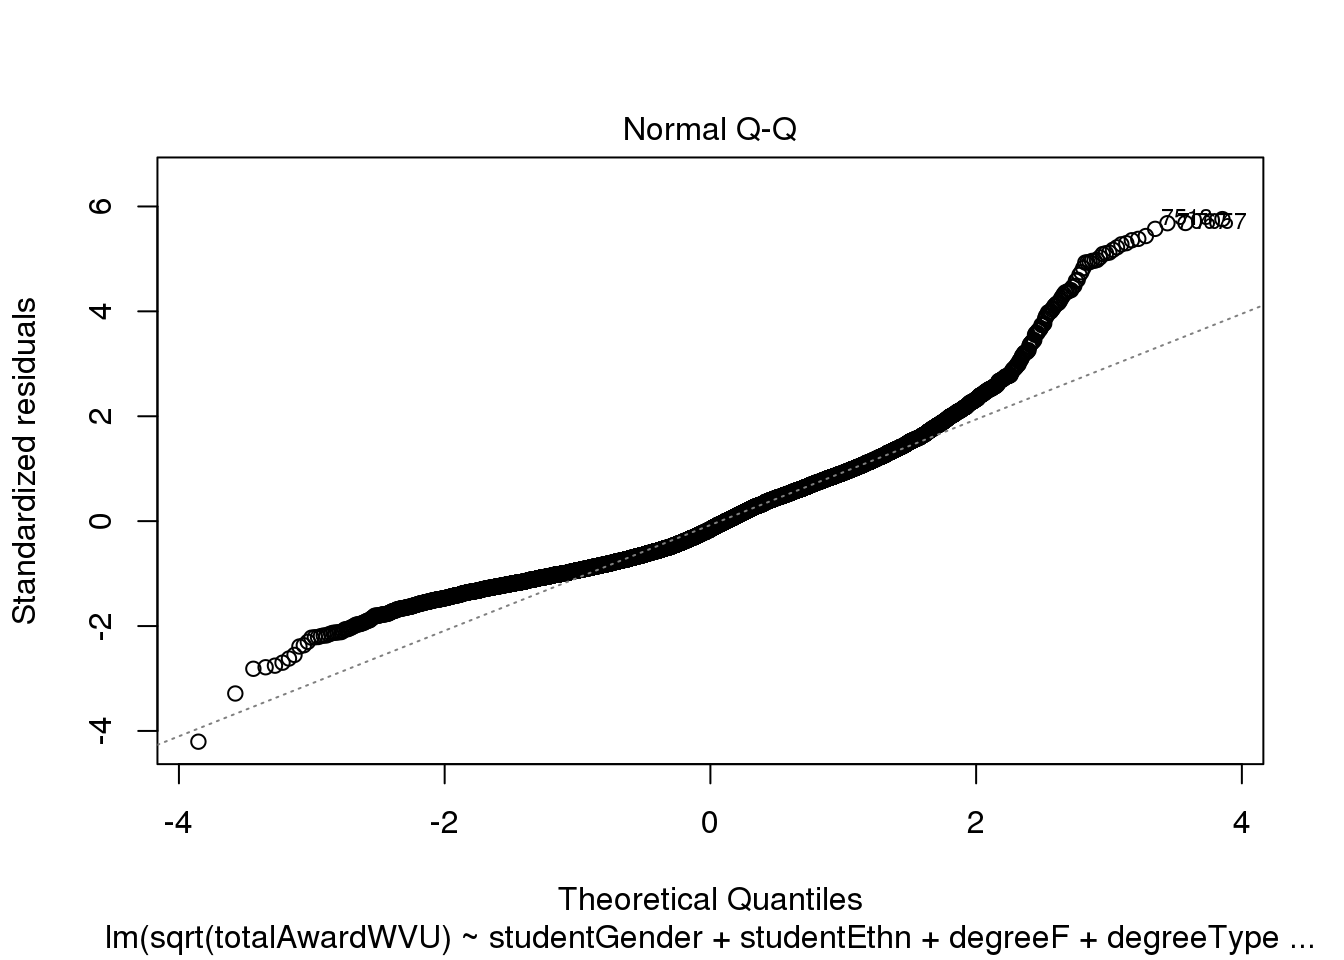 Normal Q-Q
Standardized residuals
6
4
2
0
-2
-4
-4
-2
0
2
4
Theoretical Quantiles
lm(sqrt(totalAwardWVU) ~ studentGender + studentEthn + degreeF + degreeType ...